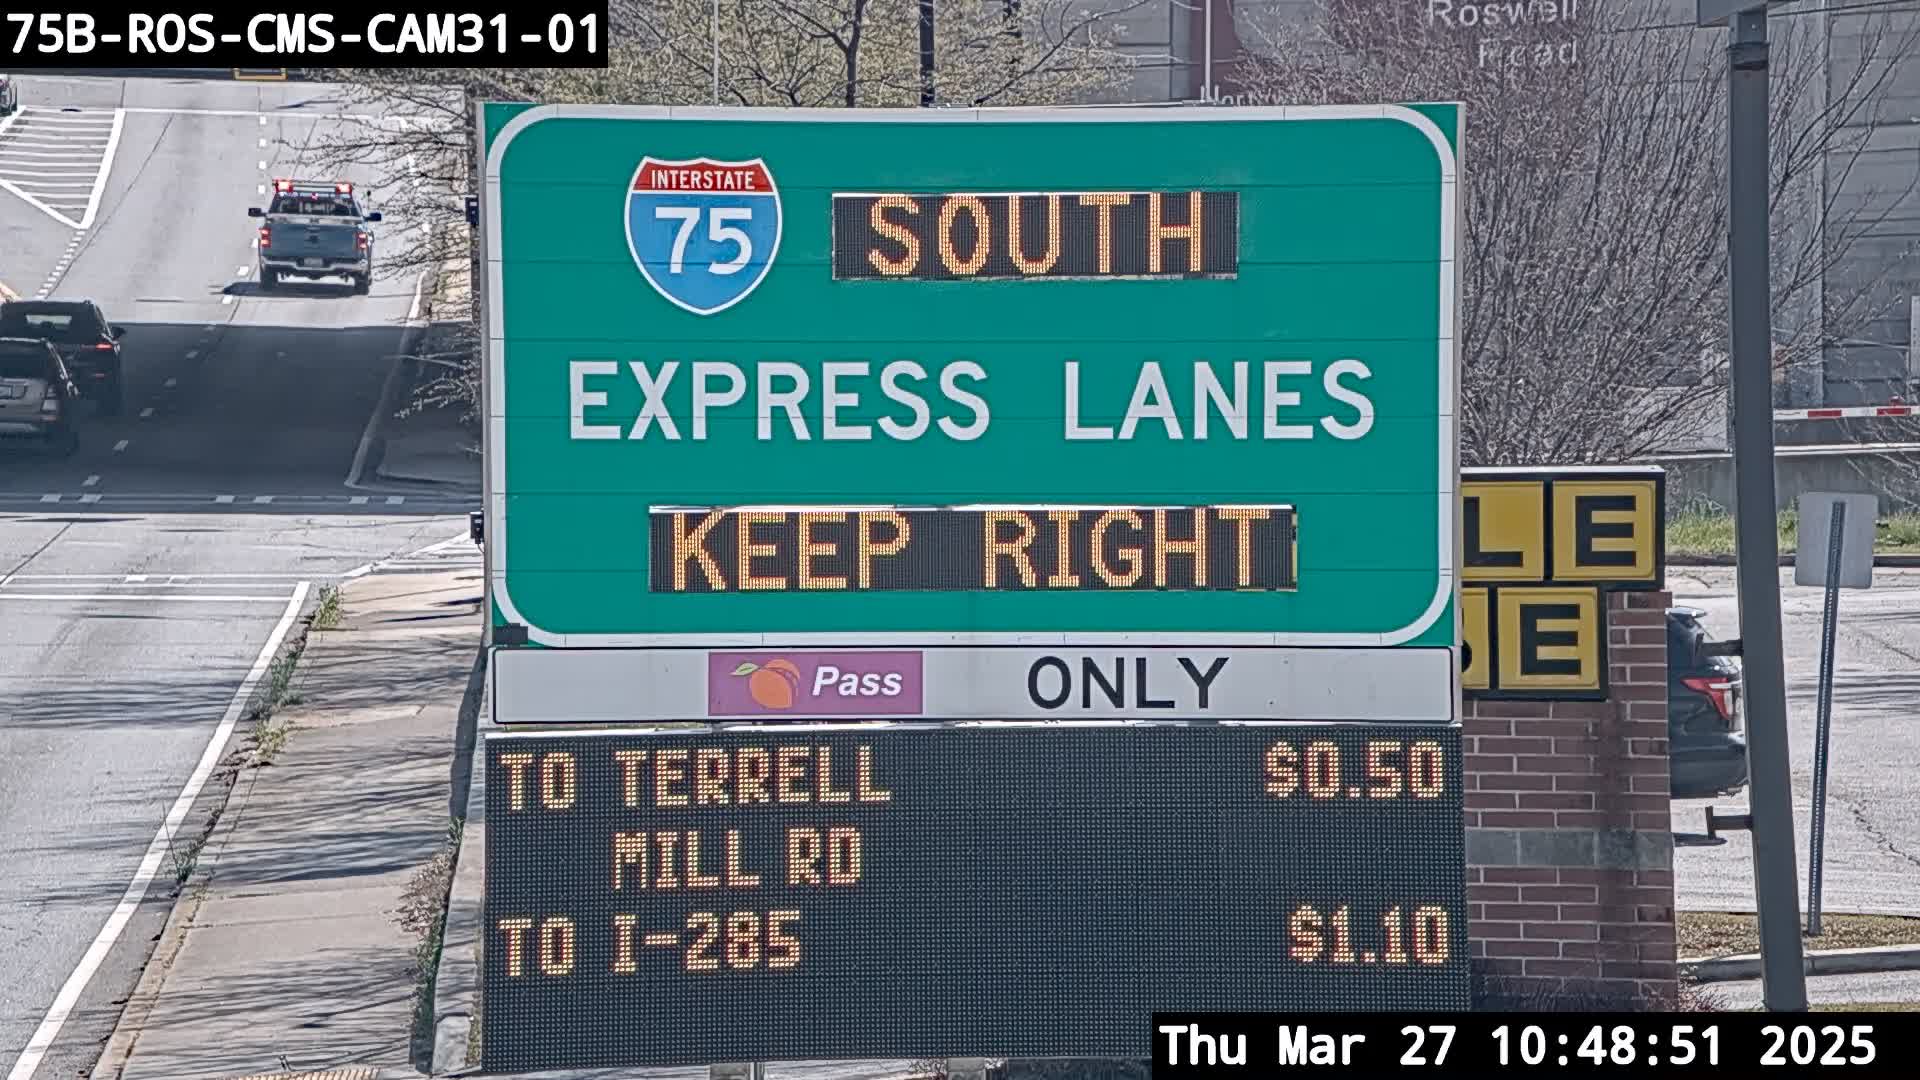 75B-ROS-CMS-CAM31-01
Roswell
Road
INTERSTATE
75
SOUTH
EXPRESS LANES
KEEP RIGHT
LE
E
Pass ONLY
TO TERRELL $0.50
MILL RD
TO I-285 $1.10
Thu Mar 27 10:48:51 2025